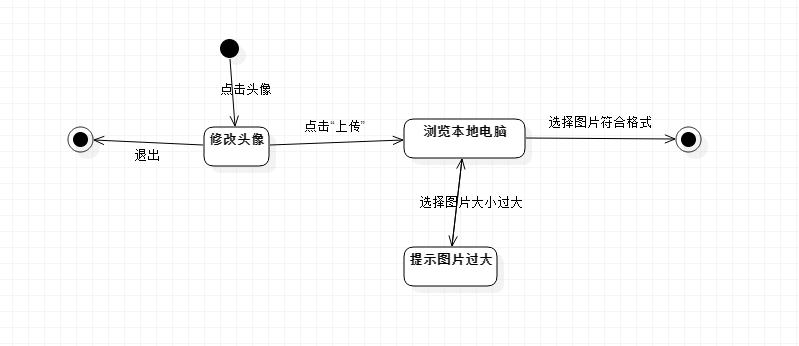 点击头像
修改头像
退出
点击“上传”
浏览本地电脑
选择图片符合格式
选择图片大小过大
提示图片过大